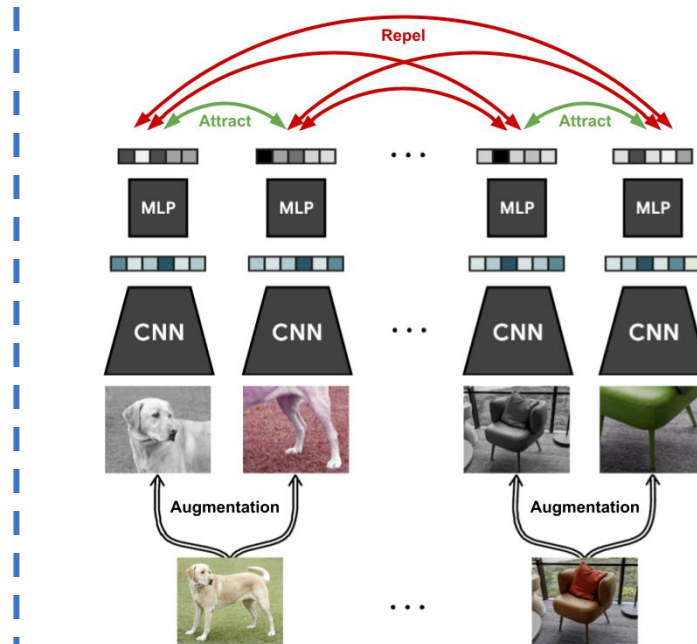 Repel
Attract
Attract
...
MLP
MLP
MLP
MLP
CNN
CNN
...
CNN
CNN
Augmentation
Augmentation
...